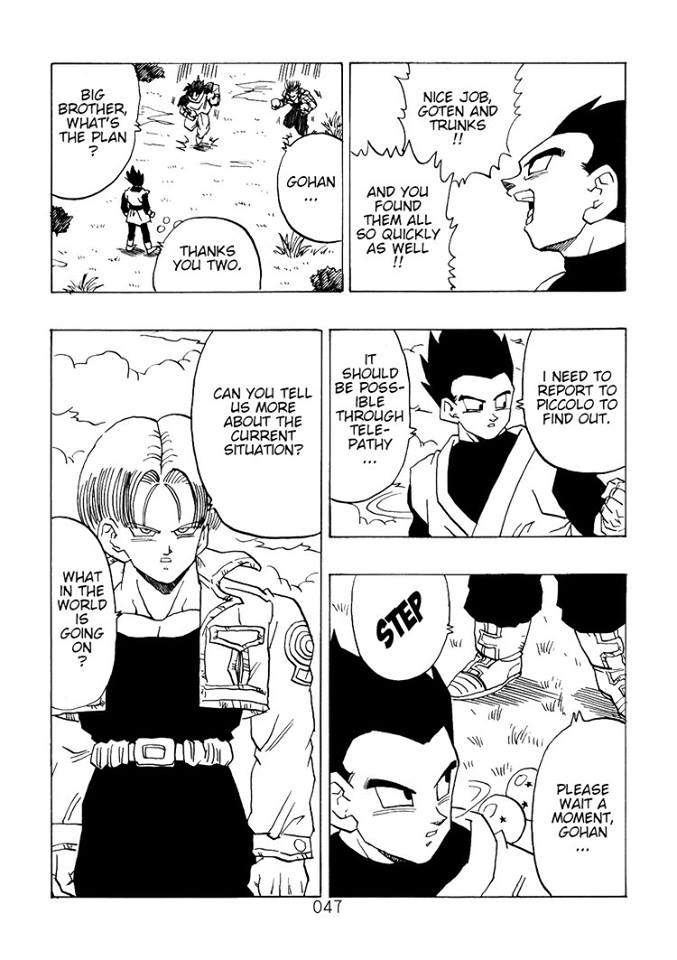 NICE JOB,
GOTEN AND
TRUNKS
!!
AND YOU
FOUND
THEM ALL
SO QUICKLY
AS WELL
!!
GOHAN
...
BIG
BROTHER,
WHAT'S
THE PLAN
?
THANKS
YOU TWO.
I NEED TO
REPORT TO
PICCOLO TO
FIND OUT.
IT
SHOULD
BE POSS-
IBLE
THROUGH
TELE-
PATHY
...
STEP
PLEASE
WAIT A
MOMENT,
GOHAN
...
CAN YOU TELL
US MORE
ABOUT THE
CURRENT
SITUATION?
WHAT
IN THE
WORLD
IS
GOING
ON
?
047